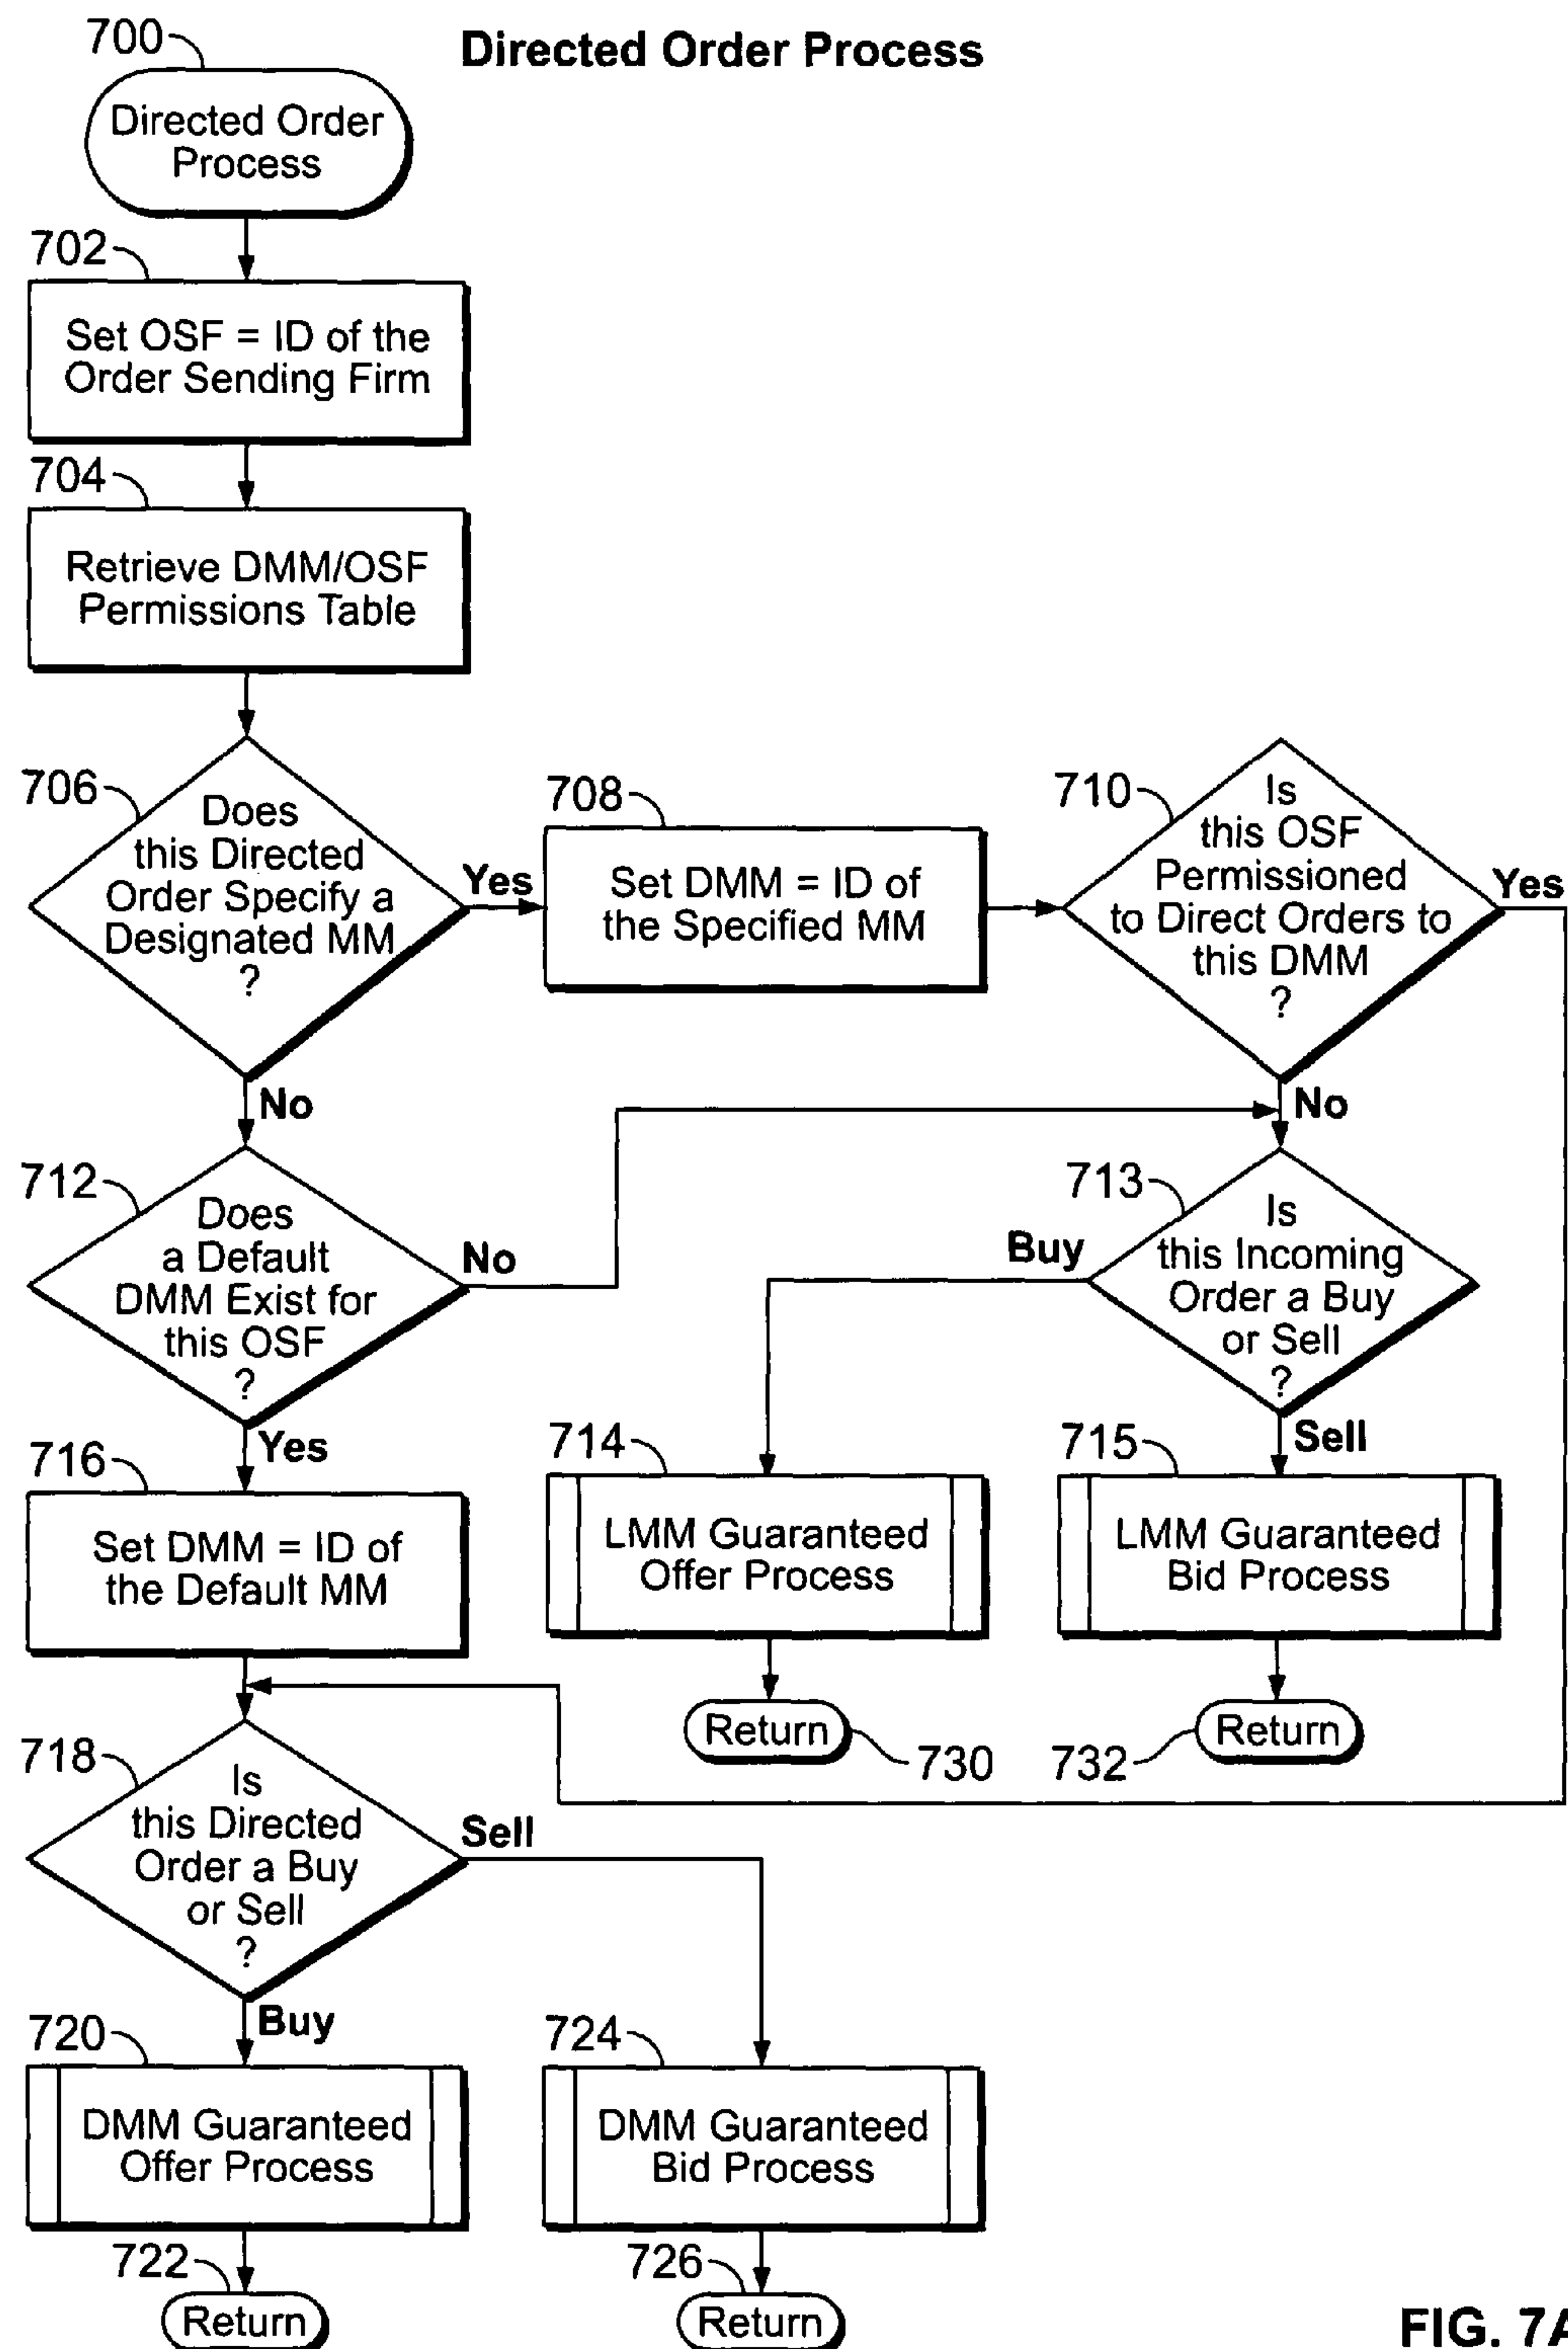 700
Directed Order Process
Directed Order
Process
702
Set OSF = ID of the
Order Sending Firm
704
Retrieve DMM/OSF
Permissions Table
706
Does
this Directed
Order Specify a
Designated MM
?
Yes
708
Set DMM = ID of
the Specified MM
710
Is
this OSF
Permissioned
to Direct Orders to
this DMM
?
Yes
No
No
712
Does
a Default
DMM Exist for
this OSF
?
No
713
Is
this Incoming
Order a Buy
or Sell
?
Buy
Sell
Yes
714
LMM Guaranteed
Offer Process
715
LMM Guaranteed
Bid Process
716
Set DMM = ID of
the Default MM
Return
730
732
Return
718
Is
this Directed
Order a Buy
or Sell
?
Sell
Buy
720
DMM Guaranteed
Offer Process
724
DMM Guaranteed
Bid Process
722
Return
726
Return
FIG. 7A